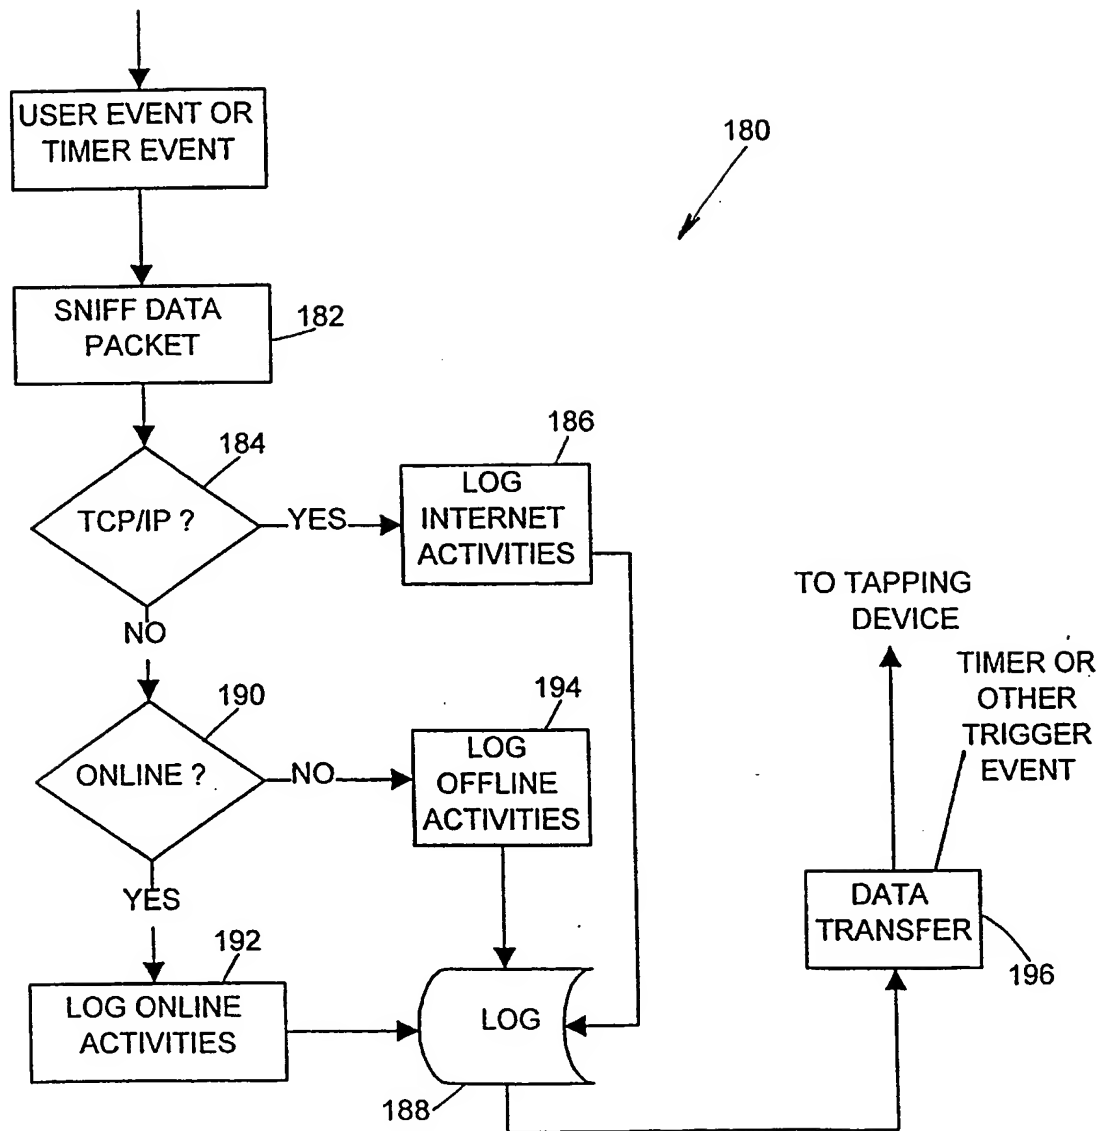 USER EVENT OR
TIMER EVENT
180
SNIFF DATA
PACKET
182
184
TCP/IP ?
YES
186
LOG
INTERNET
ACTIVITIES
NO
190
ONLINE ?
NO
194
LOG
OFFLINE
ACTIVITIES
YES
192
LOG ONLINE
ACTIVITIES
LOG
188
TO TAPPING
DEVICE
TIMER OR
OTHER
TRIGGER
EVENT
DATA
TRANSFER
196